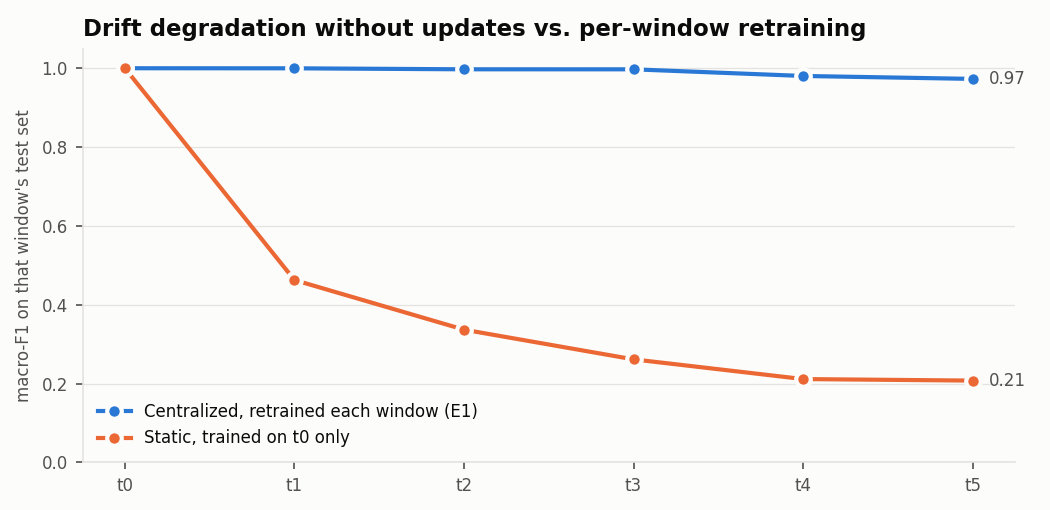 Drift degradation without updates vs. per-window retraining
macro-F1 on that window's test set
1.0
0.8
0.6
0.4
0.2
0.0
0.97
0.21
Centralized, retrained each window (E1)
Static, trained on t0 only
t0
t1
t2
t3
t4
t5